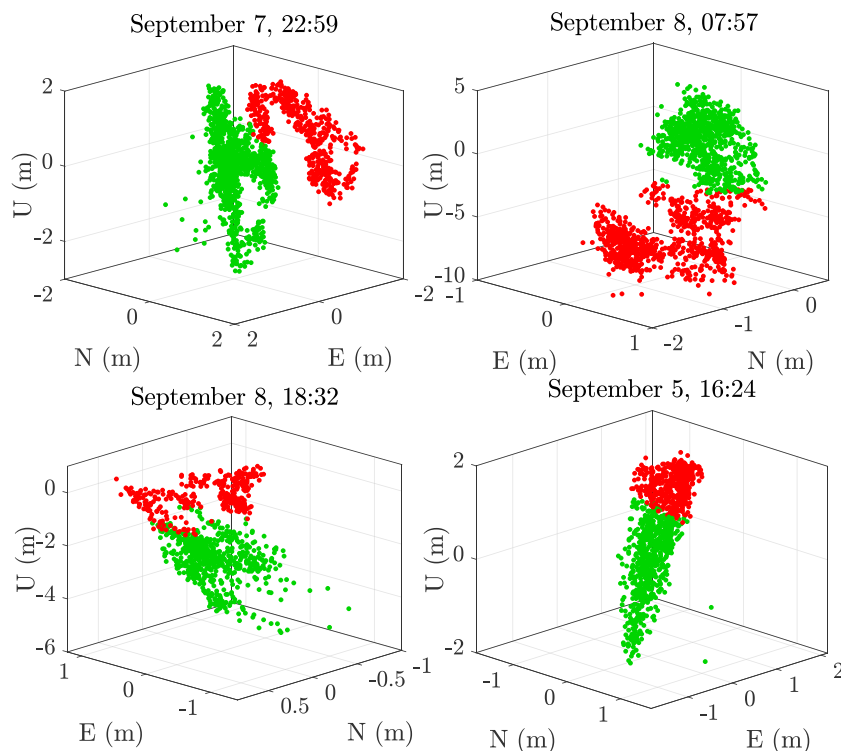 September 7, 22:59
2
0
-2
U (m)
-2
0
2
N (m)
2
0
-2
E (m)
September 8, 07:57
5
0
-5
-10
U (m)
-1
0
1
E (m)
-2
-1
0
N (m)
September 8, 18:32
0
-2
-4
-6
U (m)
1
0
-1
E (m)
0.5
0
-0.5
-1
N (m)
September 5, 16:24
2
0
-2
U (m)
-1
0
1
N (m)
-1
0
1
2
E (m)